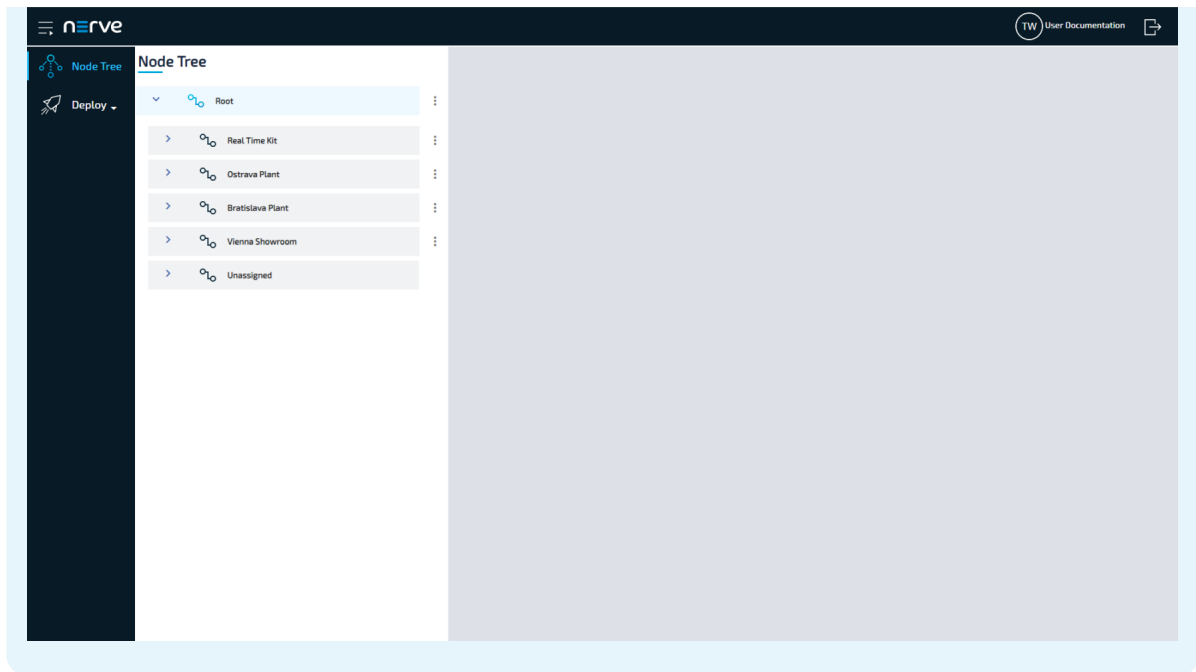 nerve
TW User Documentation
Node Tree
Deploy
Node Tree
Root
Real Time Kit
Ostrava Plant
Bratislava Plant
Vienna Showroom
Unassigned